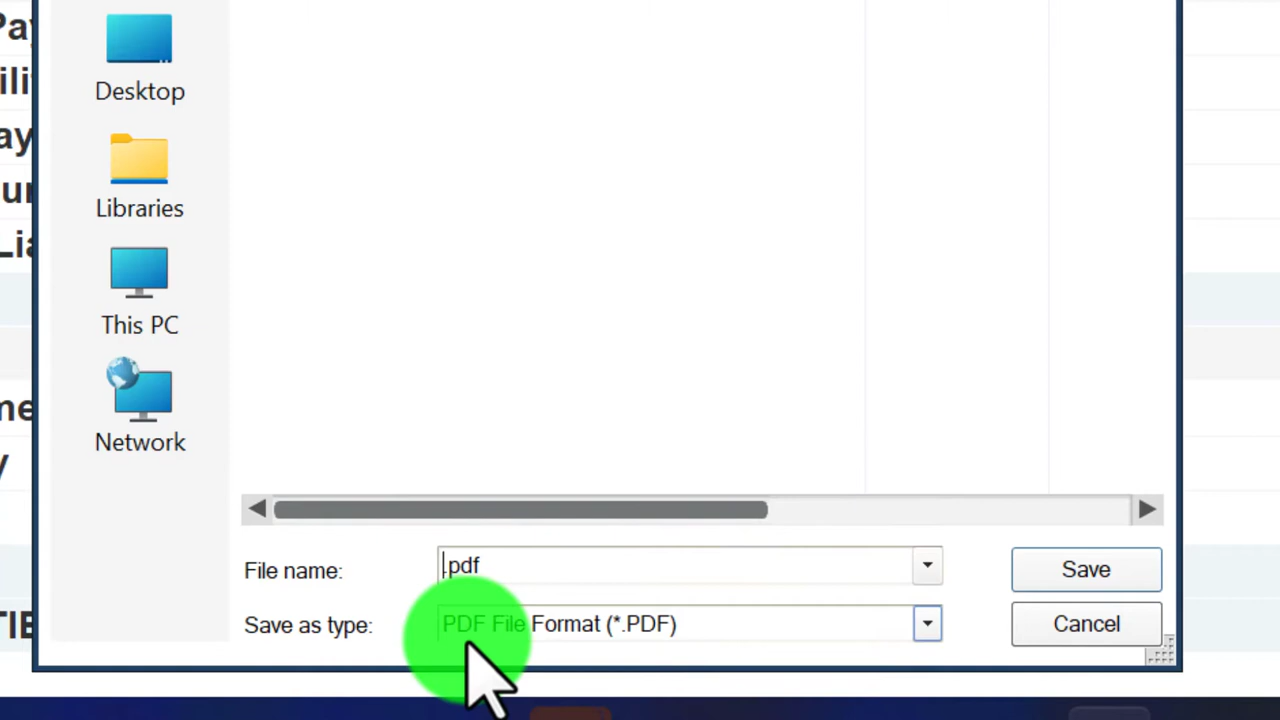 Desktop
Libraries
This PC
Network
File name:
.pdf
Save
Save as type:
PDF File Format (*.PDF)
Cancel